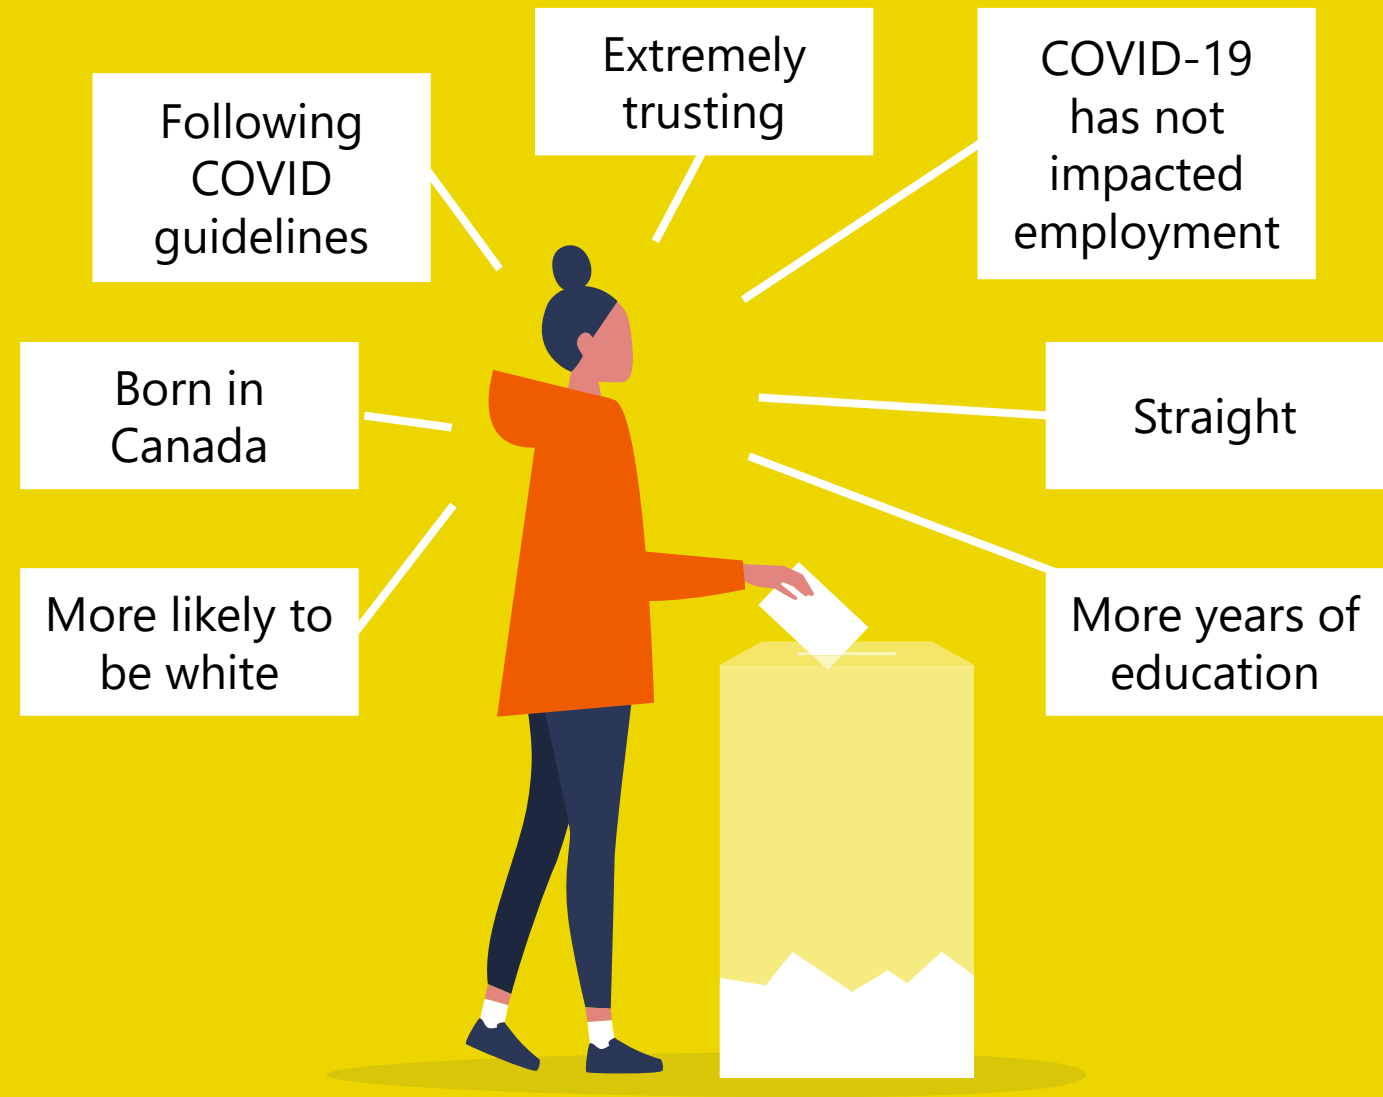 Following
COVID
guidelines
Extremely
trusting
COVID-19
has not
impacted
employment
Born in
Canada
Straight
More likely to
be white
More years of
education